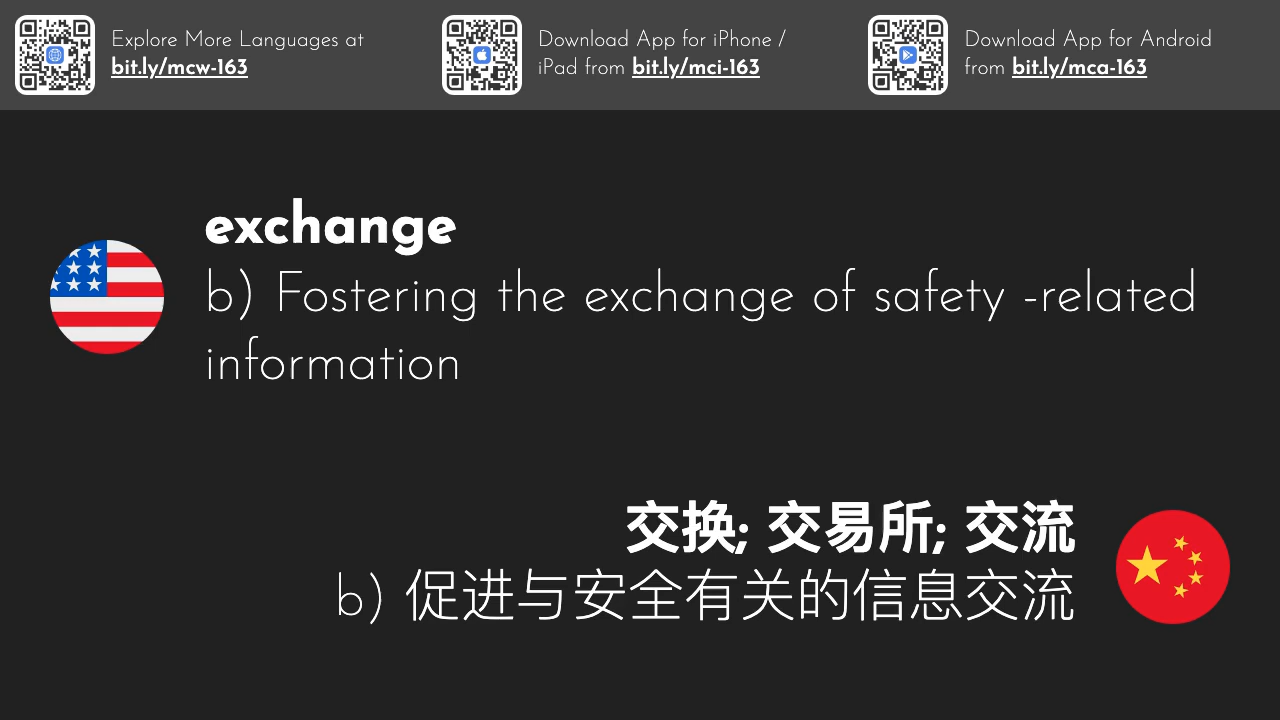 Explore More Languages at
bit.ly/mcw-163
Download App for iPhone /
iPad from bit.ly/mci-163
Download App for Android
from bit.ly/mca-163
exchange
b) Fostering the exchange of safety -related
information
交换; 交易所; 交流
b) 促进与安全有关的信息交流